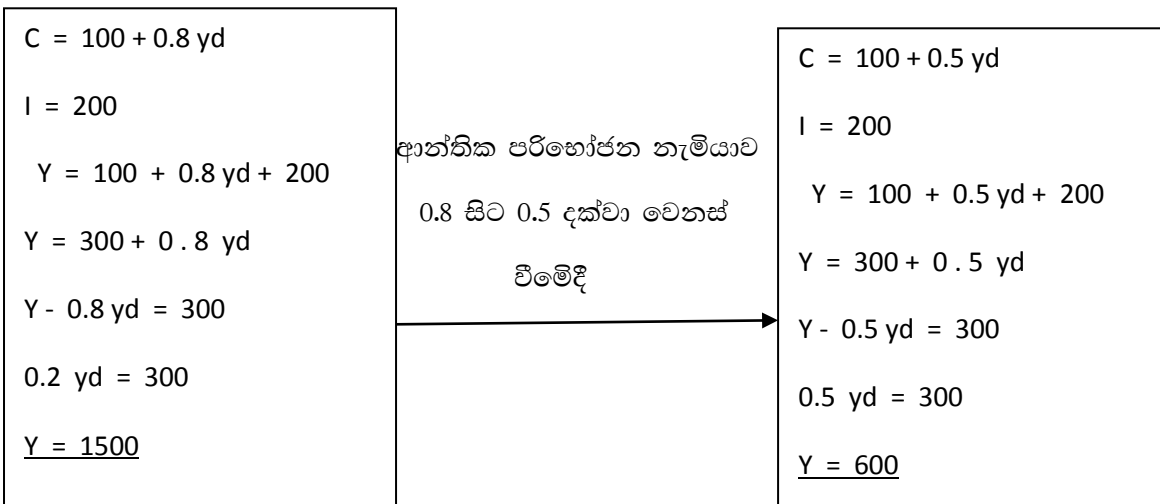 C = 100 + 0.8 yd
I = 200
Y = 100 + 0.8 yd + 200
Y = 300 + 0 . 8 yd
Y - 0.8 yd = 300
0.2 yd = 300
Y = 1500
ආන්තික පරිභෝජන නැමියාව
0.8 සිට 0.5 දක්වා වෙනස්
වීමේදී
C = 100 + 0.5 yd
I = 200
Y = 100 + 0.5 yd + 200
Y = 300 + 0 . 5 yd
Y - 0.5 yd = 300
0.5 yd = 300
Y = 600